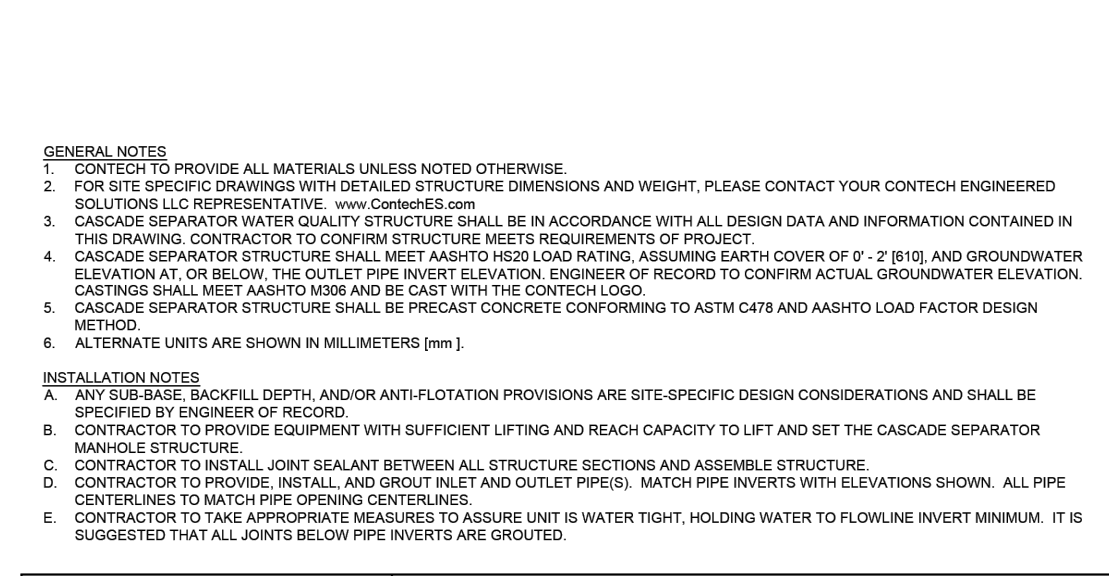 GENERAL NOTES
1. CONTECH TO PROVIDE ALL MATERIALS UNLESS NOTED OTHERWISE.
2. FOR SITE SPECIFIC DRAWINGS WITH DETAILED STRUCTURE DIMENSIONS AND WEIGHT, PLEASE CONTACT YOUR CONTECH ENGINEERED
SOLUTIONS LLC REPRESENTATIVE. www.ContechES.com
3. CASCADE SEPARATOR WATER QUALITY STRUCTURE SHALL BE IN ACCORDANCE WITH ALL DESIGN DATA AND INFORMATION CONTAINED IN
THIS DRAWING. CONTRACTOR TO CONFIRM STRUCTURE MEETS REQUIREMENTS OF PROJECT.
4. CASCADE SEPARATOR STRUCTURE SHALL MEET AASHTO HS20 LOAD RATING, ASSUMING EARTH COVER OF 0' - 2' [610], AND GROUNDWATER
ELEVATION AT, OR BELOW, THE OUTLET PIPE INVERT ELEVATION. ENGINEER OF RECORD TO CONFIRM ACTUAL GROUNDWATER ELEVATION.
CASTINGS SHALL MEET AASHTO M306 AND BE CAST WITH THE CONTECH LOGO.
5. CASCADE SEPARATOR STRUCTURE SHALL BE PRECAST CONCRETE CONFORMING TO ASTM C478 AND AASHTO LOAD FACTOR DESIGN
METHOD.
6. ALTERNATE UNITS ARE SHOWN IN MILLIMETERS [mm ].
INSTALLATION NOTES
A. ANY SUB-BASE, BACKFILL DEPTH, AND/OR ANTI-FLOTATION PROVISIONS ARE SITE-SPECIFIC DESIGN CONSIDERATIONS AND SHALL BE
SPECIFIED BY ENGINEER OF RECORD.
B. CONTRACTOR TO PROVIDE EQUIPMENT WITH SUFFICIENT LIFTING AND REACH CAPACITY TO LIFT AND SET THE CASCADE SEPARATOR
MANHOLE STRUCTURE.
C. CONTRACTOR TO INSTALL JOINT SEALANT BETWEEN ALL STRUCTURE SECTIONS AND ASSEMBLE STRUCTURE.
D. CONTRACTOR TO PROVIDE, INSTALL, AND GROUT INLET AND OUTLET PIPE(S). MATCH PIPE INVERTS WITH ELEVATIONS SHOWN. ALL PIPE
CENTERLINES TO MATCH PIPE OPENING CENTERLINES.
E. CONTRACTOR TO TAKE APPROPRIATE MEASURES TO ASSURE UNIT IS WATER TIGHT, HOLDING WATER TO FLOWLINE INVERT MINIMUM. IT IS
SUGGESTED THAT ALL JOINTS BELOW PIPE INVERTS ARE GROUTED.